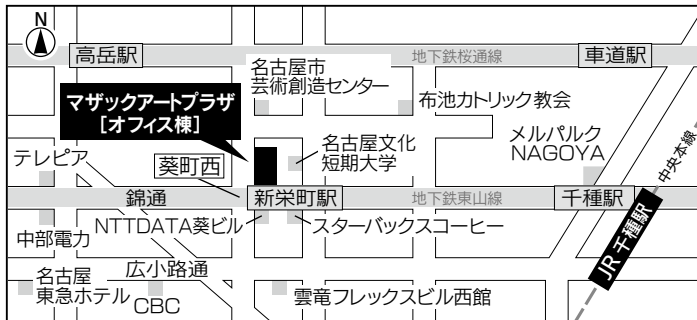 N
高岳駅
地下鉄桜通線
車道駅
名古屋市
芸術創造センター
布池カトリック教会
マザックアートプラザ
［オフィス棟］
メルパルク
NAGOYA
中央本線
名古屋文化
短期大学
テレピア
葵町西
錦通
新栄町駅
地下鉄東山線
千種駅
NTTDATA葵ビル
スターバックスコーヒー
中部電力
JR千種駅
広小路通
名古屋
東急ホテル
CBC
雲竜フレックスビル西館